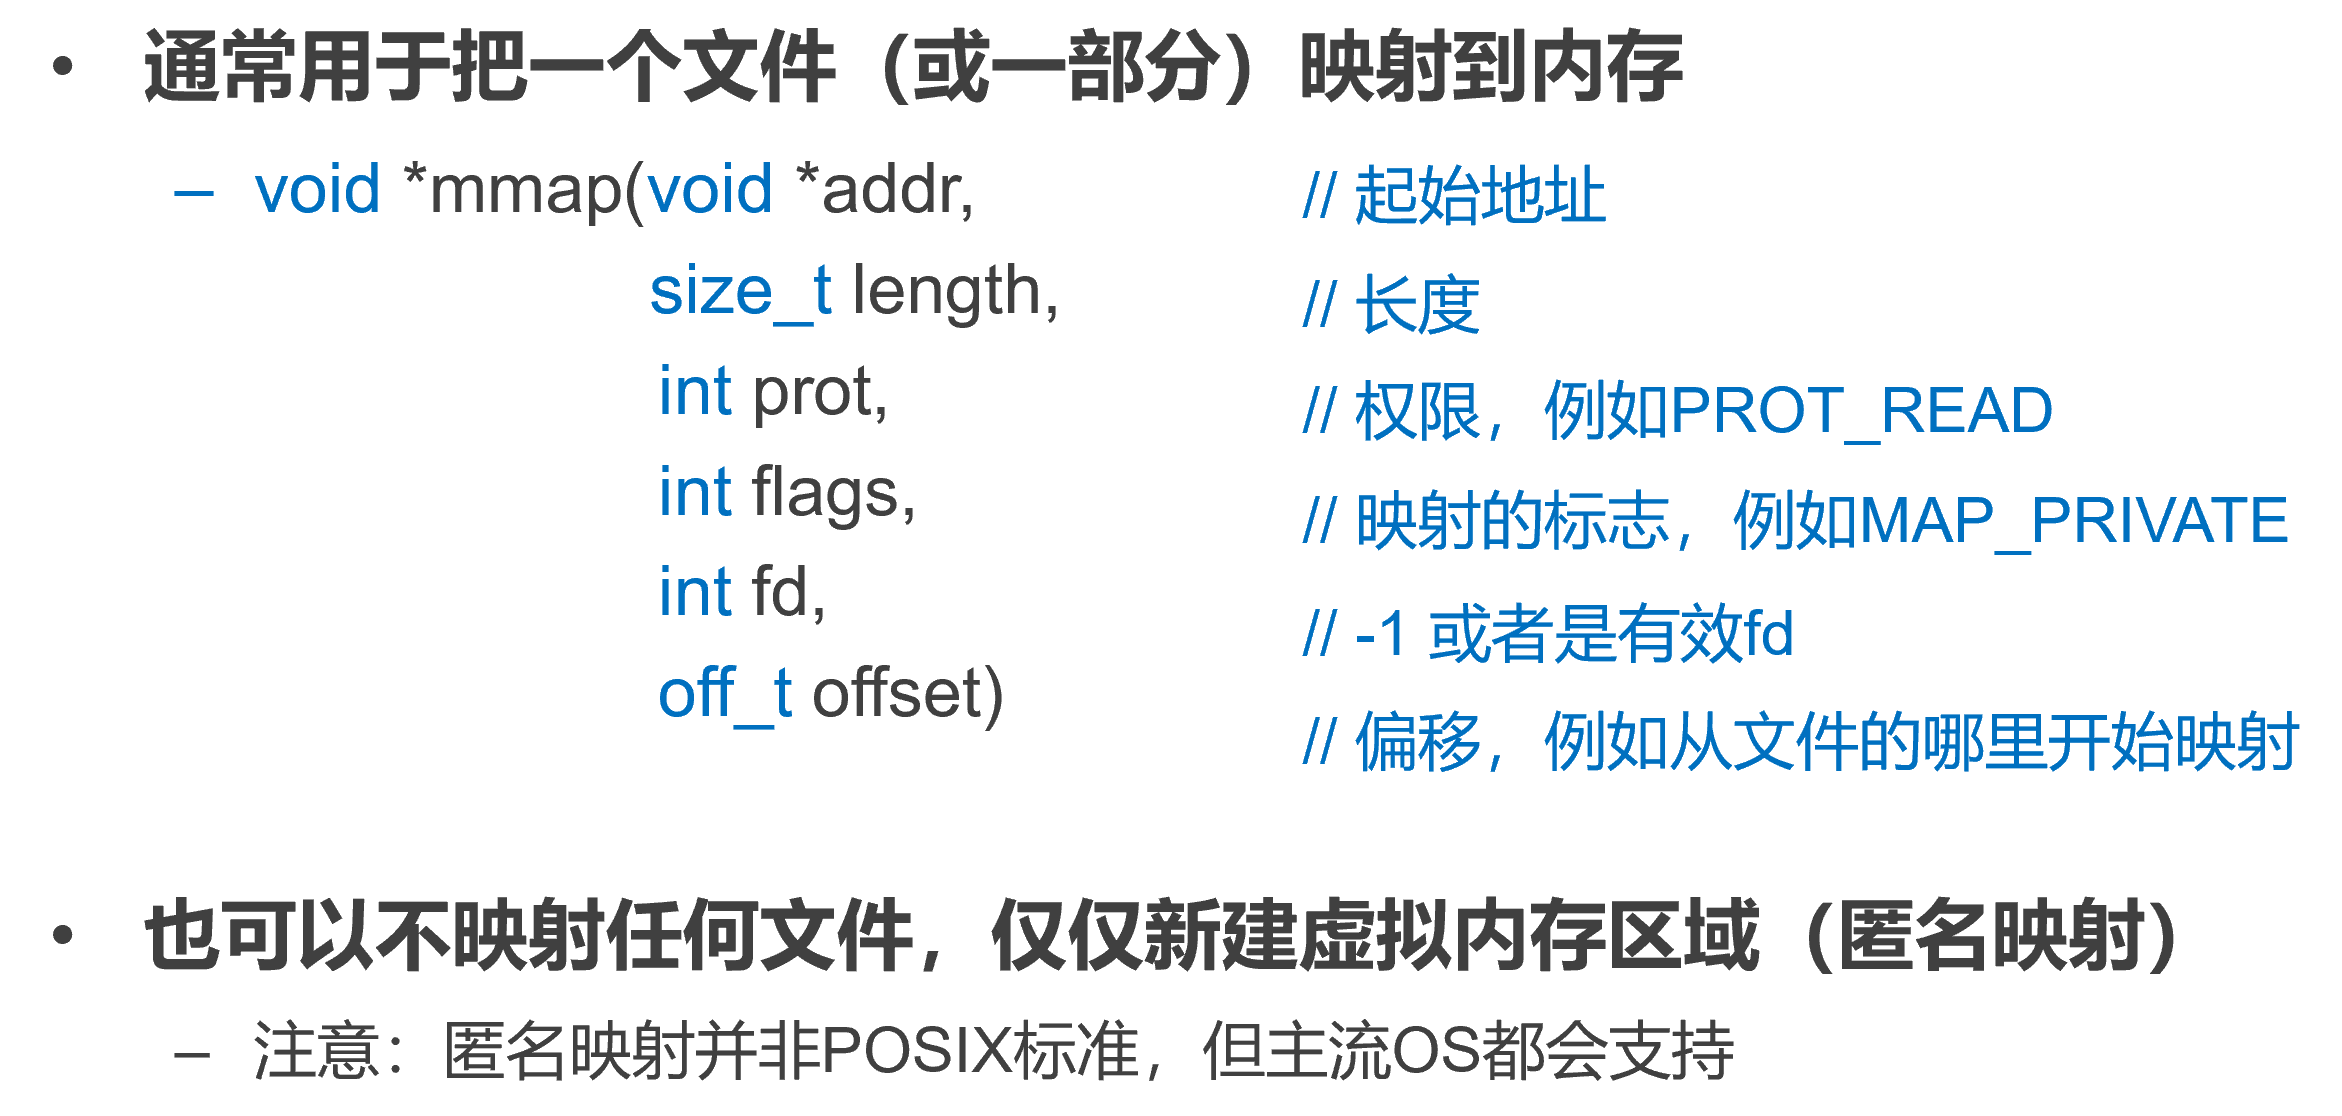 • 通常用于把一个文件（或一部分）映射到内存
– void *mmap(void *addr, // 起始地址
size_t length, // 长度
int prot, // 权限，例如PROT_READ
int flags, // 映射的标志，例如MAP_PRIVATE
int fd, // -1 或者是有效fd
off_t offset) // 偏移，例如从文件的哪里开始映射
• 也可以不映射任何文件，仅仅新建虚拟内存区域（匿名映射）
– 注意：匿名映射并非POSIX标准，但主流OS都会支持